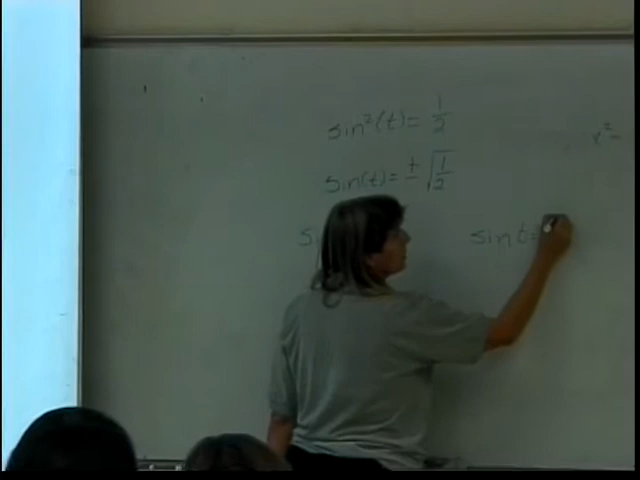 sin²(t) = 1/2
sin(t) = ± √1/2
sin t =